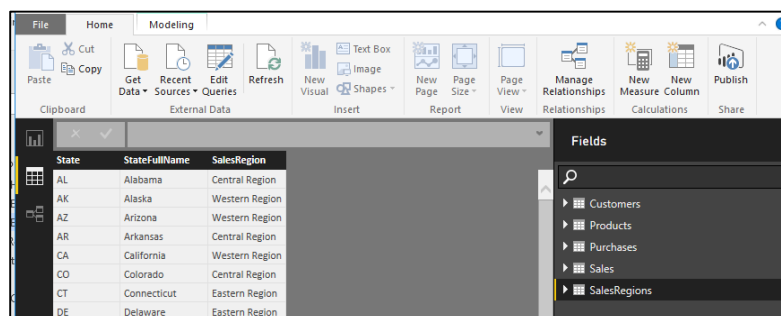 File Home Modeling
Cut
Copy
Paste
Get Data
Recent Sources
Edit Queries
Refresh
New Visual
Text Box
Image
Shapes
New Page
Page Size
Page View
Manage Relationships
New Measure
New Column
Publish
Clipboard External Data Insert Report View Relationships Calculations Share
Fields
State StateFullName SalesRegion
AL Alabama Central Region
AK Alaska Western Region
AZ Arizona Western Region
AR Arkansas Central Region
CA California Western Region
CO Colorado Central Region
CT Connecticut Eastern Region
DE Delaware Eastern Region
Customers
Products
Purchases
Sales
SalesRegions